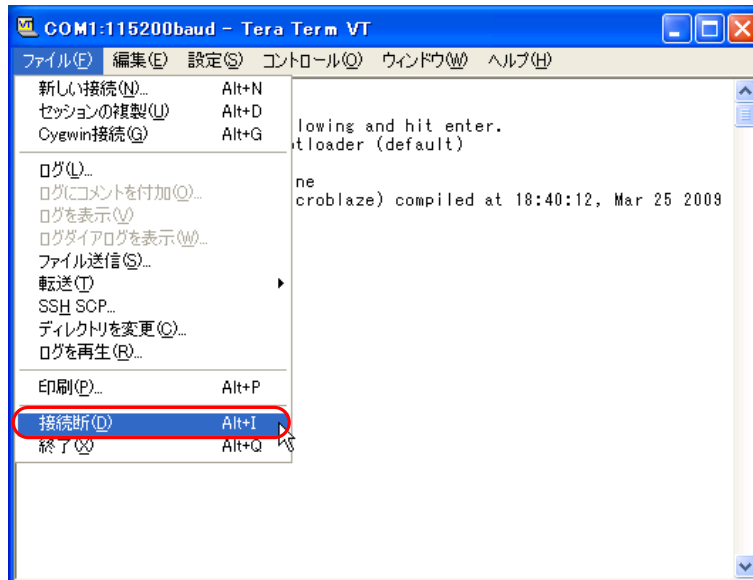 COM1:115200baud - Tera Term VT
ファイル(F) 編集(E) 設定(S) コントロール(O) ウィンドウ(W) ヘルプ(H)
新しい接続(N)... Alt+N
セッションの複製(U) Alt+D
Cygwin接続(G) Alt+G
lowing and hit enter.
tloader (default)
ログ(L)...
ne
ログにコメントを付加(O)...
croblaze) compiled at 18:40:12, Mar 25 2009
ログを表示(V)
ログダイアログを表示(W)...
ファイル送信(S)...
転送(T)
SSH SCP...
ディレクトリを変更(C)...
ログを再生(R)...
印刷(P)... Alt+P
接続断(D) Alt+I
終了(X) Alt+Q